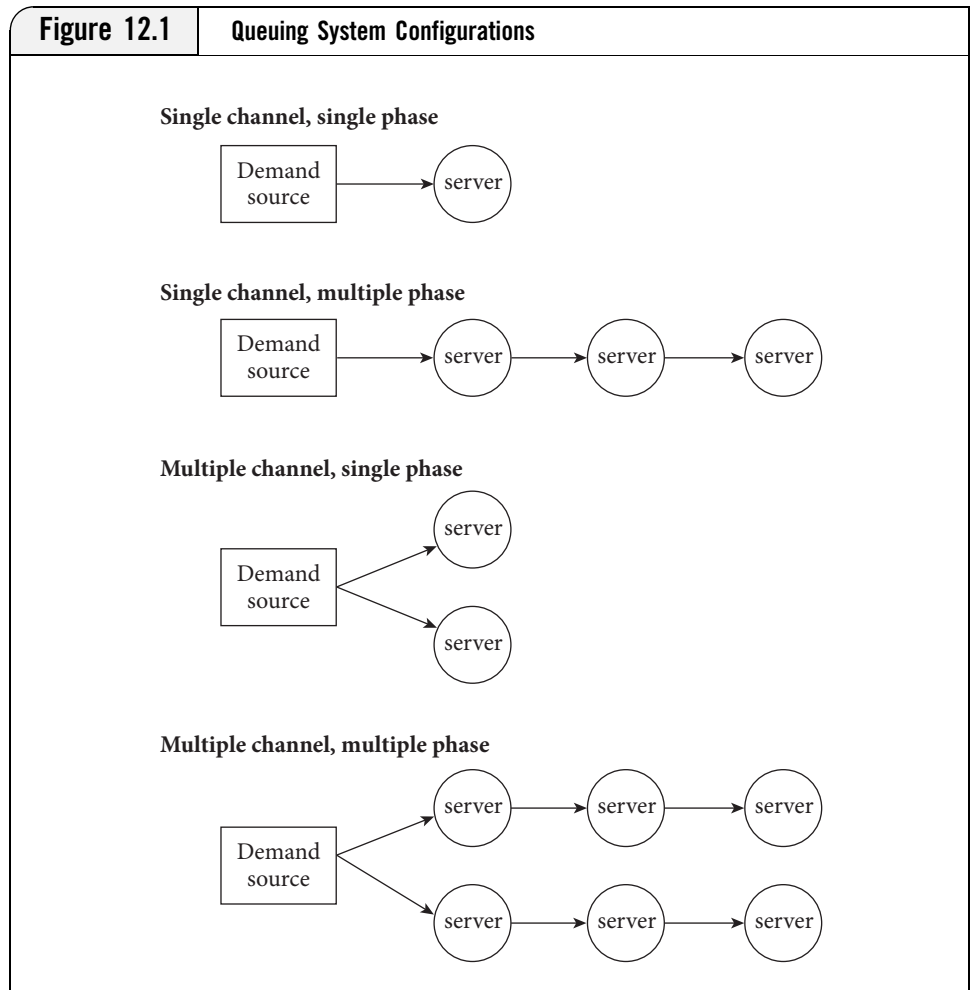 Figure 12.1
Queuing System Configurations
Single channel, single phase
Demand
source
server
Single channel, multiple phase
Demand
source
server
server
server
Multiple channel, single phase
server
Demand
source
server
Multiple channel, multiple phase
server
server
server
Demand
source
server
server
server